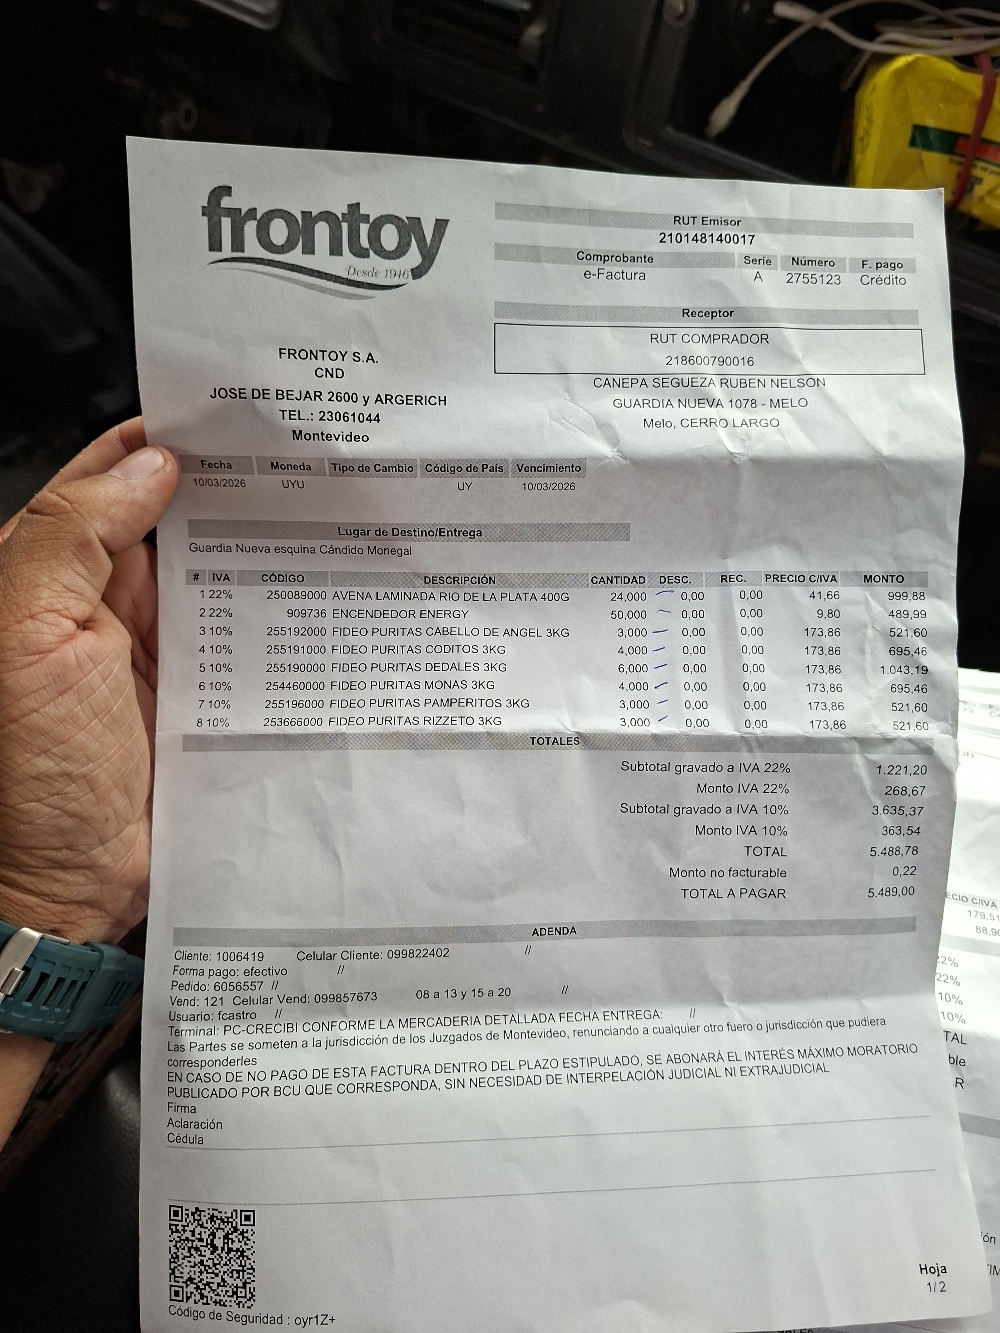 frontoy
Desde 1946
RUT Emisor
210148140017
Comprobante Serie Número F. pago
e-Factura A 2755123 Crédito
Receptor
RUT COMPRADOR
218600790016
CANEPA SEGUEZA RUBEN NELSON
GUARDIA NUEVA 1078 - MELO
Melo, CERRO LARGO
FRONTOY S.A.
CND
JOSE DE BEJAR 2600 y ARGERICH
TEL.: 23061044
Montevideo
Fecha Moneda Tipo de Cambio Código de País Vencimiento
10/03/2026 UYU UY 10/03/2026
Lugar de Destino/Entrega
Guardia Nueva esquina Cándido Monegal
# IVA CÓDIGO DESCRIPCIÓN CANTIDAD DESC. REC. PRECIO C/IVA MONTO
1 22% 250089000 AVENA LAMINADA RIO DE LA PLATA 400G 24,000 0,00 0,00 41,66 999,88
2 22% 909736 ENCENDEDOR ENERGY 50,000 0,00 0,00 9,80 489,99
3 10% 255192000 FIDEO PURITAS CABELLO DE ANGEL 3KG 3,000 0,00 0,00 173,86 521,60
4 10% 255191000 FIDEO PURITAS CODITOS 3KG 4,000 0,00 0,00 173,86 695,46
5 10% 255190000 FIDEO PURITAS DEDALES 3KG 6,000 0,00 0,00 173,86 1.043,19
6 10% 254460000 FIDEO PURITAS MONAS 3KG 4,000 0,00 0,00 173,86 695,46
7 10% 255196000 FIDEO PURITAS PAMPERITOS 3KG 3,000 0,00 0,00 173,86 521,60
8 10% 253666000 FIDEO PURITAS RIZZETO 3KG 3,000 0,00 0,00 173,86 521,60
TOTALES
Subtotal gravado a IVA 22% 1.221,20
Monto IVA 22% 268,67
Subtotal gravado a IVA 10% 3.635,37
Monto IVA 10% 363,54
TOTAL 5.488,78
Monto no facturable 0,22
TOTAL A PAGAR 5.489,00
ADENDA
Cliente: 1006419 Celular Cliente: 099822402 //
Forma pago: efectivo //
Pedido: 6056557 //
Vend: 121 Celular Vend: 099857673 08 a 13 y 15 a 20 //
Usuario: fcastro //
Terminal: PC-CRECIBI CONFORME LA MERCADERIA DETALLADA FECHA ENTREGA: //
Las Partes se someten a la jurisdicción de los Juzgados de Montevideo, renunciando a cualquier otro fuero o jurisdicción que pudiera
corresponderles
EN CASO DE NO PAGO DE ESTA FACTURA DENTRO DEL PLAZO ESTIPULADO, SE ABONARÁ EL INTERÉS MÁXIMO MORATORIO
PUBLICADO POR BCU QUE CORRESPONDA, SIN NECESIDAD DE INTERPELACIÓN JUDICIAL NI EXTRAJUDICIAL
Firma
Aclaración
Cédula
Código de Seguridad : oyr1Z+
Hoja
1/2
ECIO C/IVA
179,51
88,90
22%
22%
10%
10%
TAL
ble
R